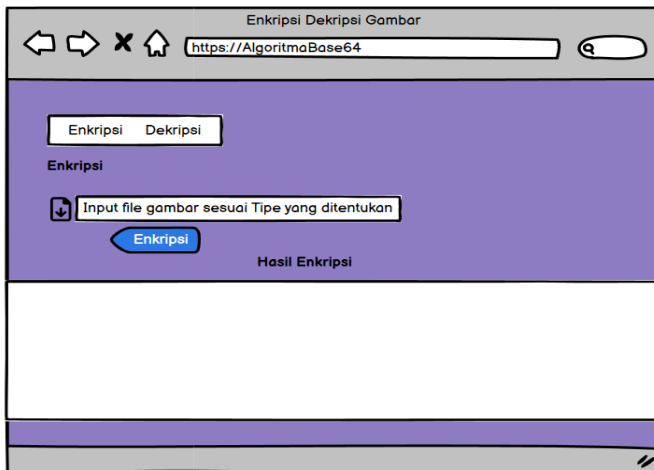 Enkripsi Dekripsi Gambar
https://AlgoritmaBase64
Enkripsi Dekripsi
Enkripsi
Input file gambar sesuai Tipe yang ditentukan
Enkripsi
Hasil Enkripsi